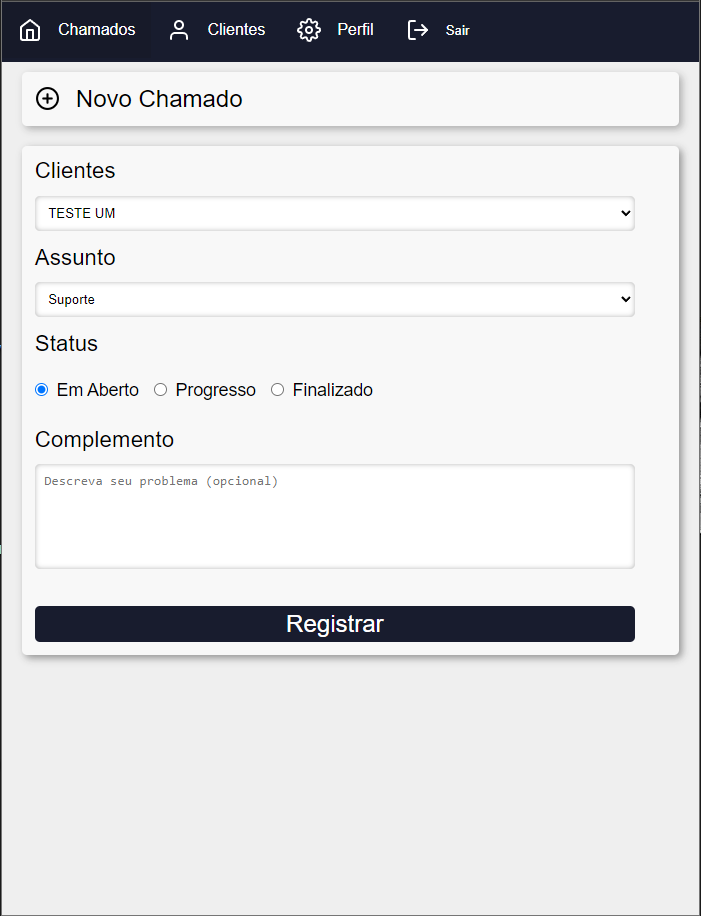 Chamados Clientes Perfil Sair
Novo Chamado
Clientes
TESTE UM
Assunto
Suporte
Status
Em Aberto Progresso Finalizado
Complemento
Descreva seu problema (opcional)
Registrar